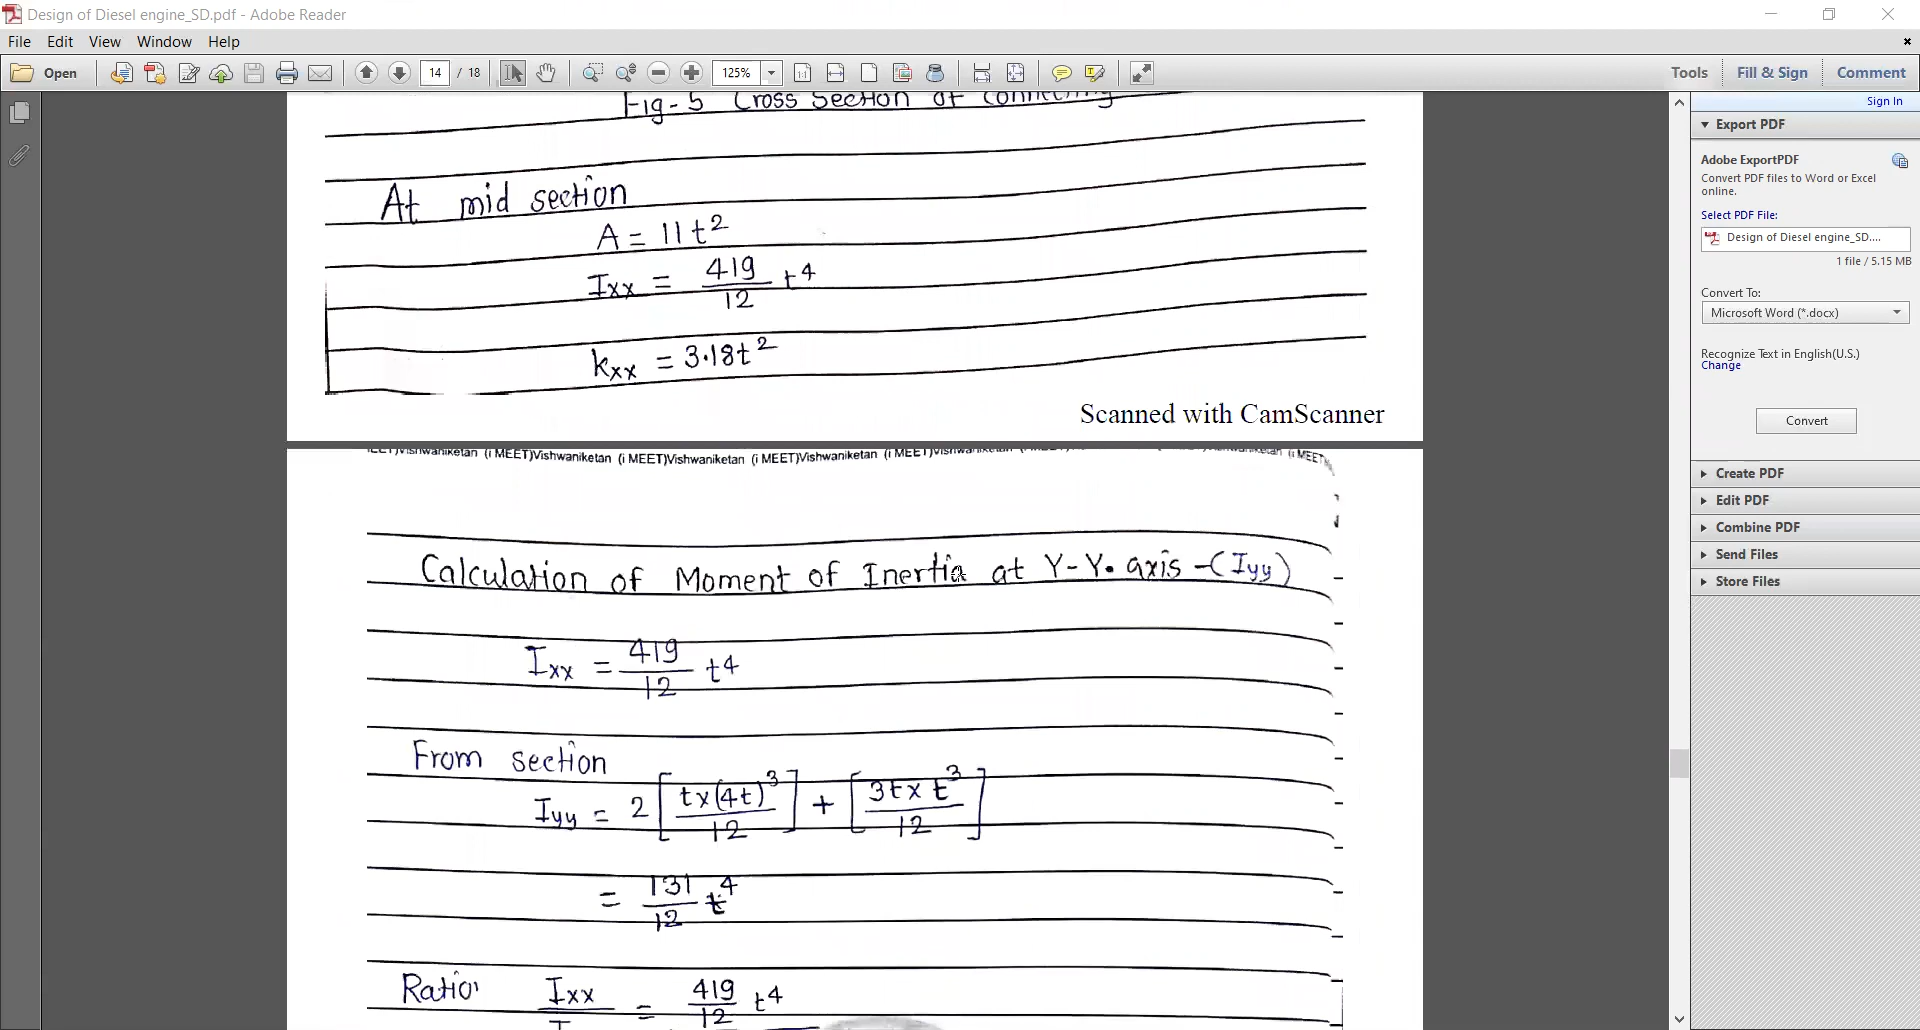 Design of Diesel engine_SD.pdf - Adobe Reader
File Edit View Window Help
Open 14 / 18 125% Tools Fill & Sign Comment
Sign In
Export PDF
Adobe ExportPDF
Convert PDF files to Word or Excel
online.
Select PDF File:
Design of Diesel engine_SD....
1 file / 5.15 MB
Convert To:
Microsoft Word (*.docx)
Recognize Text in English(U.S.)
Change
Convert
Create PDF
Edit PDF
Combine PDF
Send Files
Store Files
Fig-5 Cross Section of Connecting
At mid section
A = 11t²
Ixx = 419/12 t⁴
kxx = 3.18t²
Scanned with CamScanner
(i MEET)Vishwaniketan (i MEET)Vishwaniketan (i MEET)Vishwaniketan (i MEET)
Calculation of Moment of Inertia at Y-Y. axis -(Iyy)
Ixx = 419/12 t⁴
From section
Iyy = 2[t×(4t)³/12] + [3t× t³/12]
= 131/12 t⁴
Ratio Ixx = 419/12 t⁴